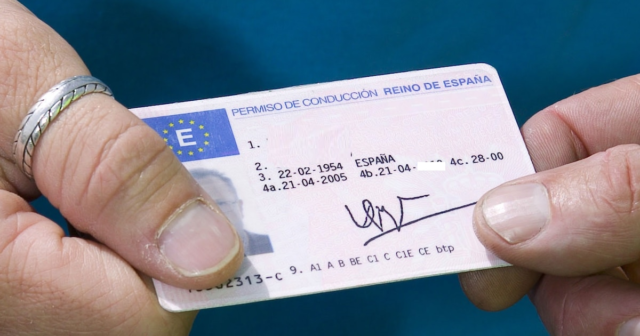 PERMISO DE CONDUCCIÓN REINO DE ESPAÑA
E
1.
2.
3. 22-02-1954 ESPAÑA
4a.21-04-2005 4b.21-04- 4c.28-00
2313-C 9. A1 A B BE C1 C C1E CE btp